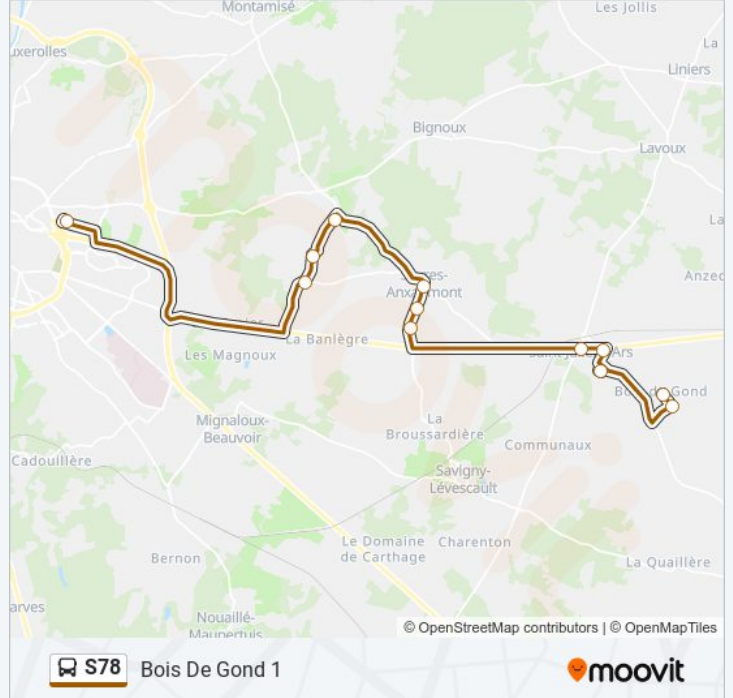 Montamisé
Les Jollis
uxerolles
La
Liniers
Bignoux
Lavoux
La
Anzec
Anxaumont
La Banlègre
Les Magnoux
Ars
Gond
Mignaloux-
Beauvoir
La
Broussardière
Communaux
Cadouillère
Savigny-
Lévescault
Le Domaine
de Carthage
Charenton
Bernon
La Quaillère
arves
Nouaillé-
Maupertuis
© OpenStreetMap contributors | © OpenMapTiles
S78 Bois De Gond 1
moovit